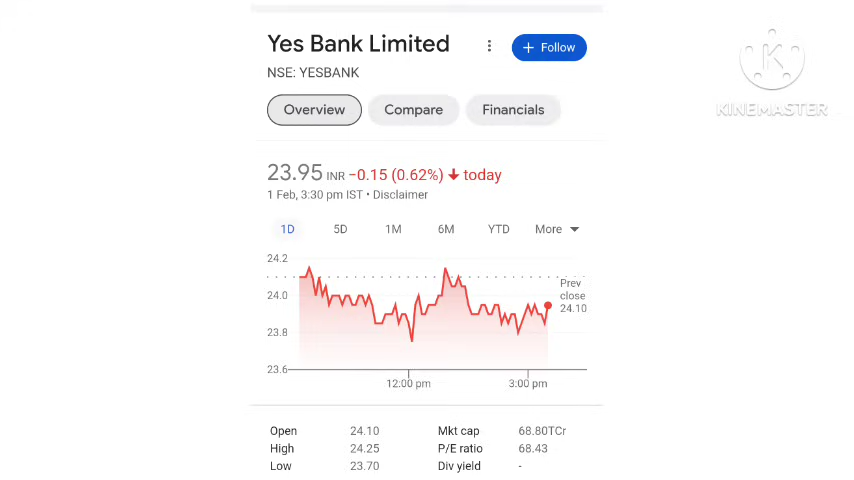 Yes Bank Limited
+ Follow
NSE: YESBANK
Overview Compare Financials
23.95 INR −0.15 (0.62%) ↓ today
1 Feb, 3:30 pm IST • Disclaimer
1D 5D 1M 6M YTD More
24.2
24.0
23.8
23.6
Prev
close
24.10
12:00 pm 3:00 pm
Open 24.10 Mkt cap 68.80TCr
High 24.25 P/E ratio 68.43
Low 23.70 Div yield -
K
KINEMASTER